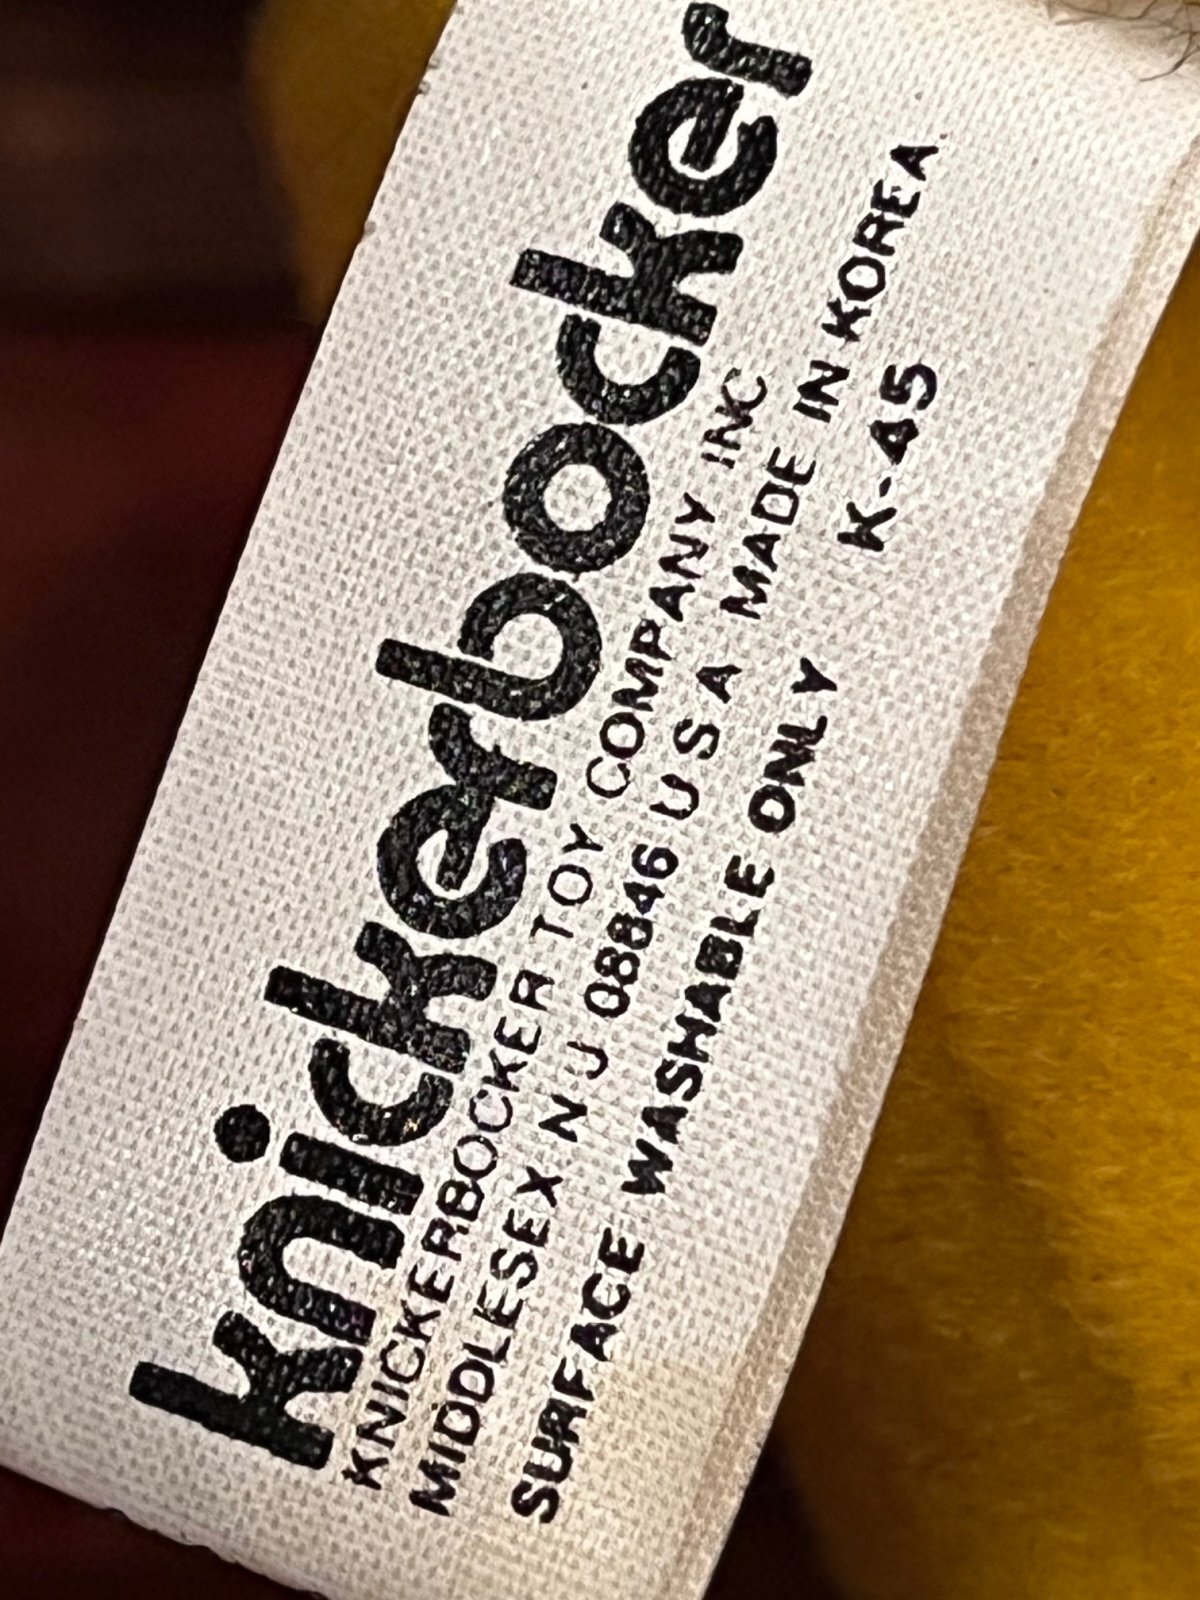 knickerbocker
KNICKERBOCKER TOY COMPANY INC
MIDDLESEX N J 08846 U S A MADE IN KOREA
SURFACE WASHABLE ONLY K-45